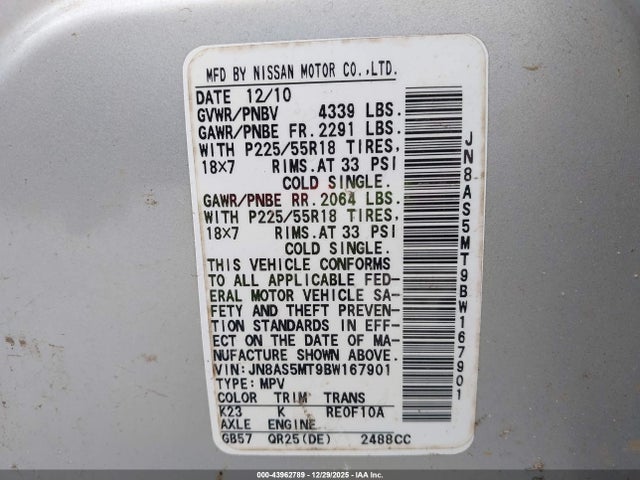 MFD BY NISSAN MOTOR CO.,LTD.
DATE 12/10
GVWR/PNBV 4339 LBS.
GAWR/PNBE FR. 2291 LBS.
WITH P225/55R18 TIRES,
18×7 RIMS.AT 33 PSI
COLD SINGLE.
GAWR/PNBE RR. 2064 LBS.
WITH P225/55R18 TIRES,
18×7 RIMS.AT 33 PSI
COLD SINGLE.
THIS VEHICLE CONFORMS
TO ALL APPLICABLE FED-
ERAL MOTOR VEHICLE SA-
FETY AND THEFT PREVEN-
TION STANDARDS IN EFF-
ECT ON THE DATE OF MA-
NUFACTURE SHOWN ABOVE.
VIN:JN8AS5MT9BW167901
TYPE: MPV
COLOR TRIM TRANS
K23 K RE0F10A
AXLE ENGINE
GB57 QR25(DE) 2488CC
JN8AS5MT9BW167901
000-43962789 - 12/29/2025 - IAAI.COM